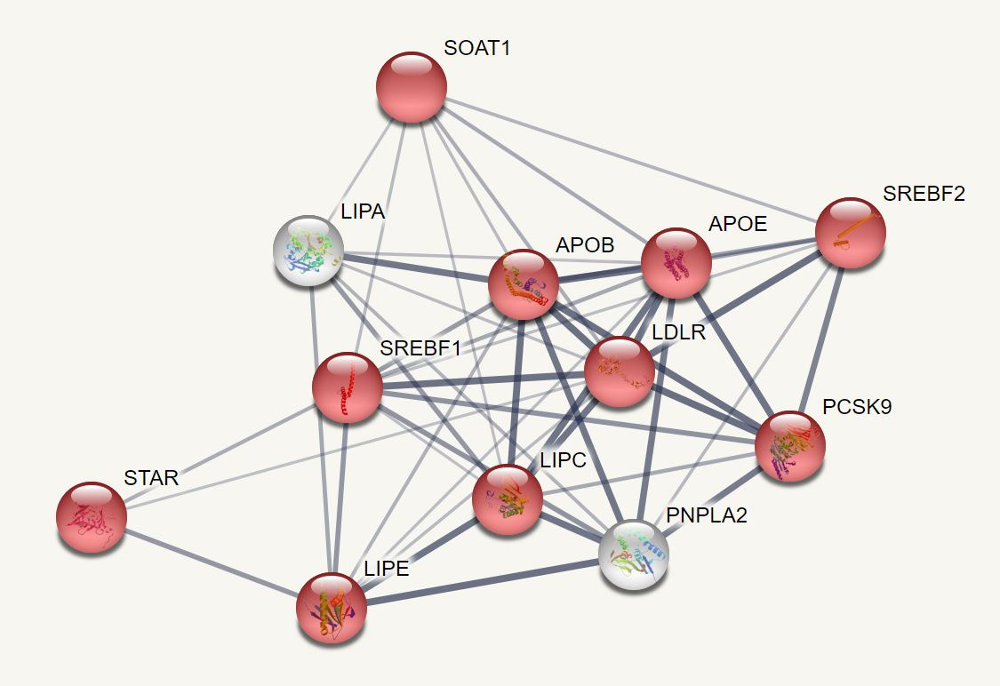 SOAT1
SREBF2
LIPA
APOE
APOB
LDLR
SREBF1
PCSK9
LIPC
STAR
PNPLA2
LIPE